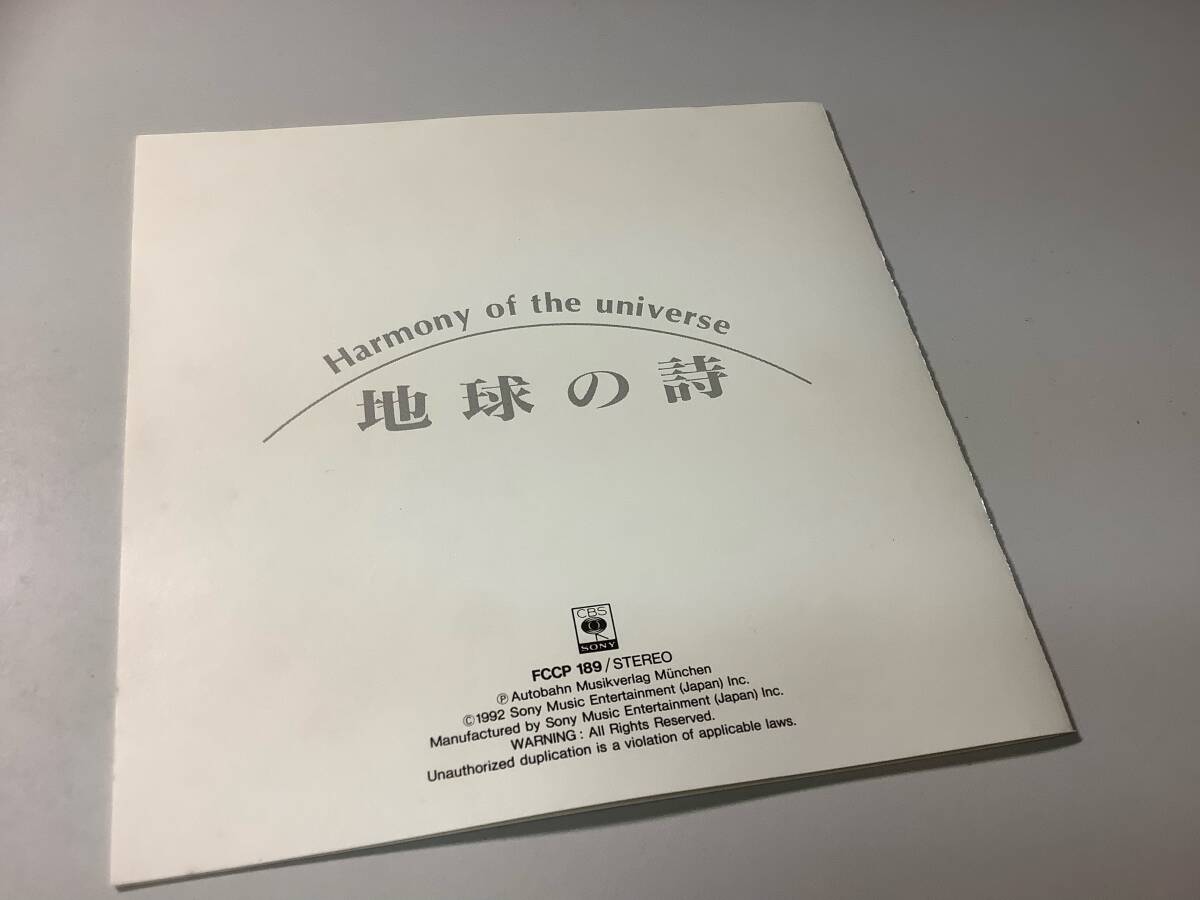 Harmony of the universe
地球の詩
CBS
SONY
FCCP 189/STEREO
Ⓟ Autobahn Musikverlag München
©1992 Sony Music Entertainment (Japan) Inc.
Manufactured by Sony Music Entertainment (Japan) Inc.
WARNING : All Rights Reserved.
Unauthorized duplication is a violation of applicable laws.